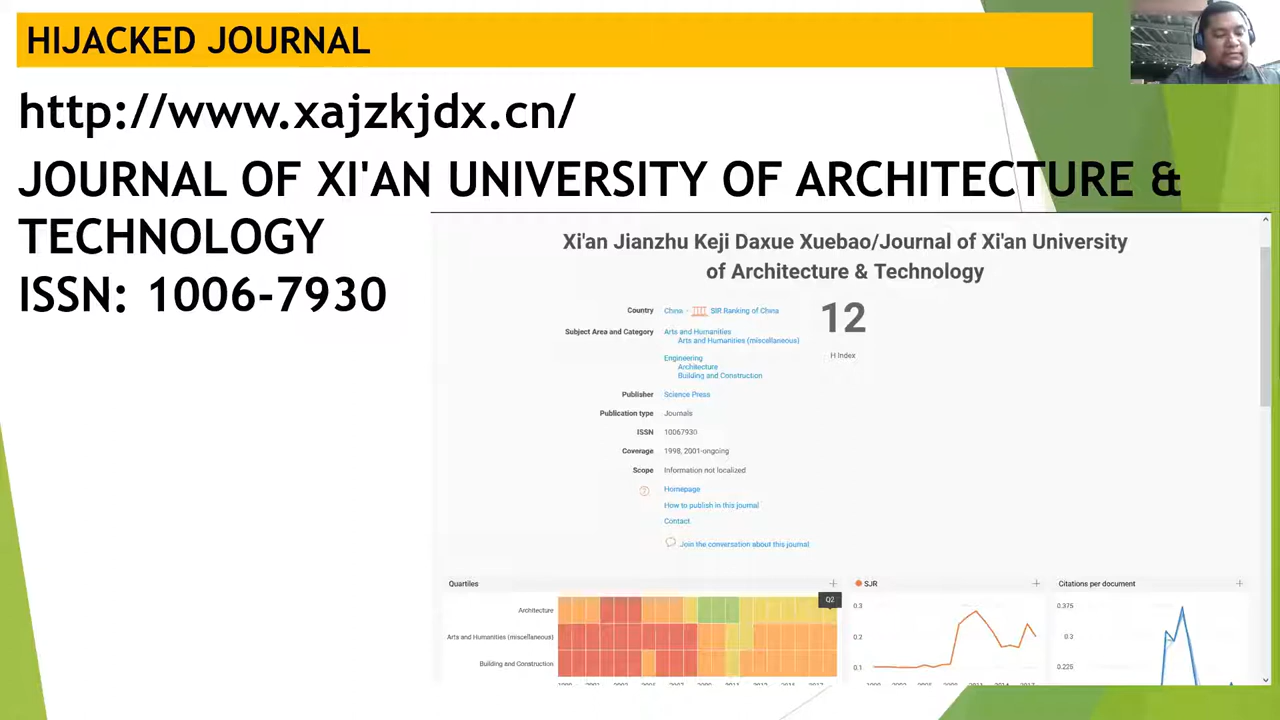 HIJACKED JOURNAL
http://www.xajzkjdx.cn/
JOURNAL OF XI'AN UNIVERSITY OF ARCHITECTURE &
TECHNOLOGY
ISSN: 1006-7930
Xi'an Jianzhu Keji Daxue Xuebao/Journal of Xi'an University
of Architecture & Technology
Country China - SIR Ranking of China
12
H Index
Subject Area and Category Arts and Humanities
Arts and Humanities (miscellaneous)
Engineering
Architecture
Building and Construction
Publisher Science Press
Publication type Journals
ISSN 10067930
Coverage 1998, 2001-ongoing
Scope Information not localized
Homepage
How to publish in this journal
Contact
Join the conversation about this journal
Quartiles
Q2
Architecture
Arts and Humanities (miscellaneous)
Building and Construction
SJR
0.3
0.2
0.1
Citations per document
0.375
0.3
0.225